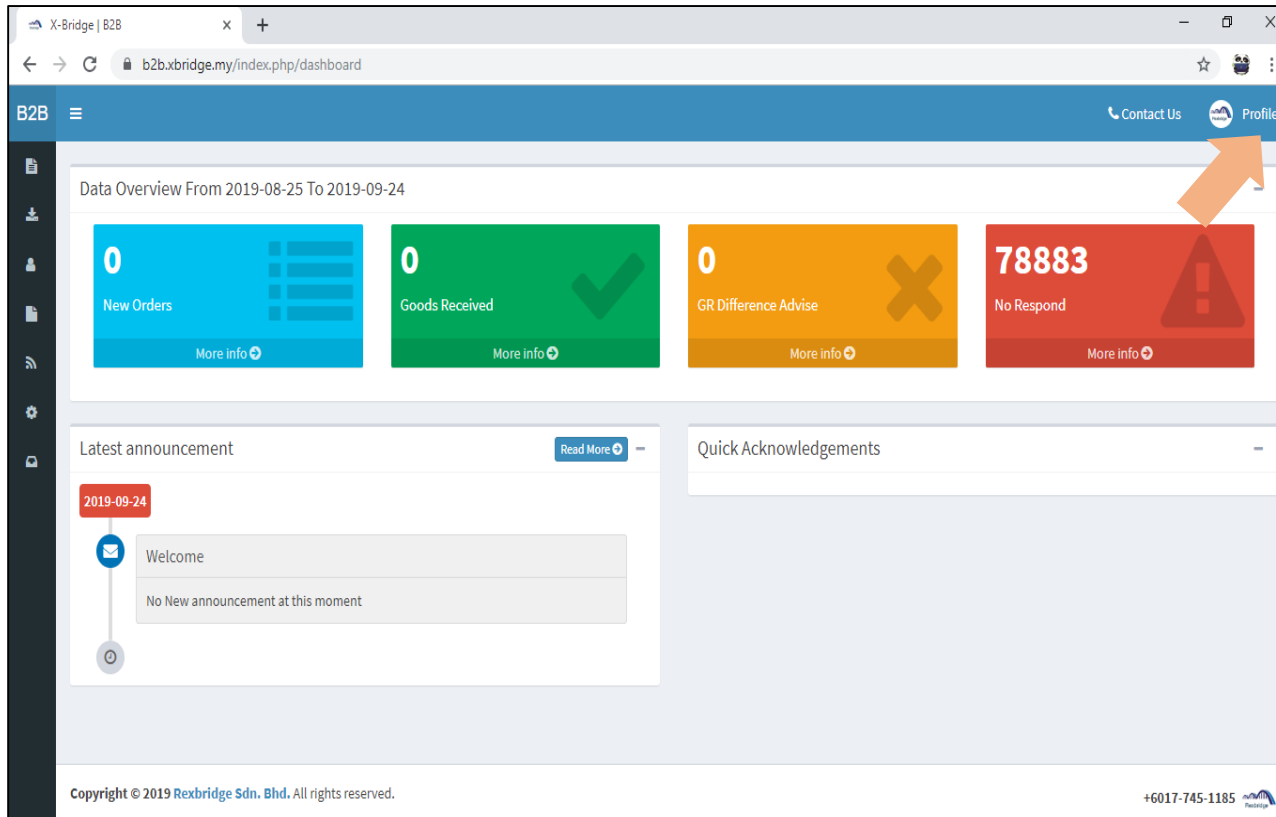 X-Bridge | B2B
b2b.xbridge.my/index.php/dashboard
B2B
Contact Us
Profile
Data Overview From 2019-08-25 To 2019-09-24
0
New Orders
More info
0
Goods Received
More info
0
GR Difference Advise
More info
78883
No Respond
More info
Latest announcement
Read More
2019-09-24
Welcome
No New announcement at this moment
Quick Acknowledgements
Copyright © 2019 Rexbridge Sdn. Bhd. All rights reserved.
+6017-745-1185
Rexbridge